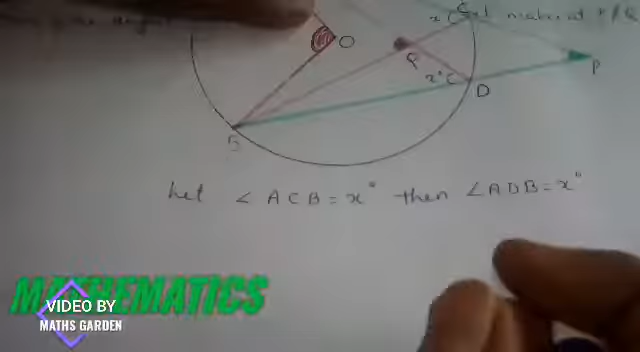 x° C
O
Q
P
x° C
D
B
Let ∠ACB = x° then ∠ADB = x°
MATHEMATICS
VIDEO BY
MATHS GARDEN